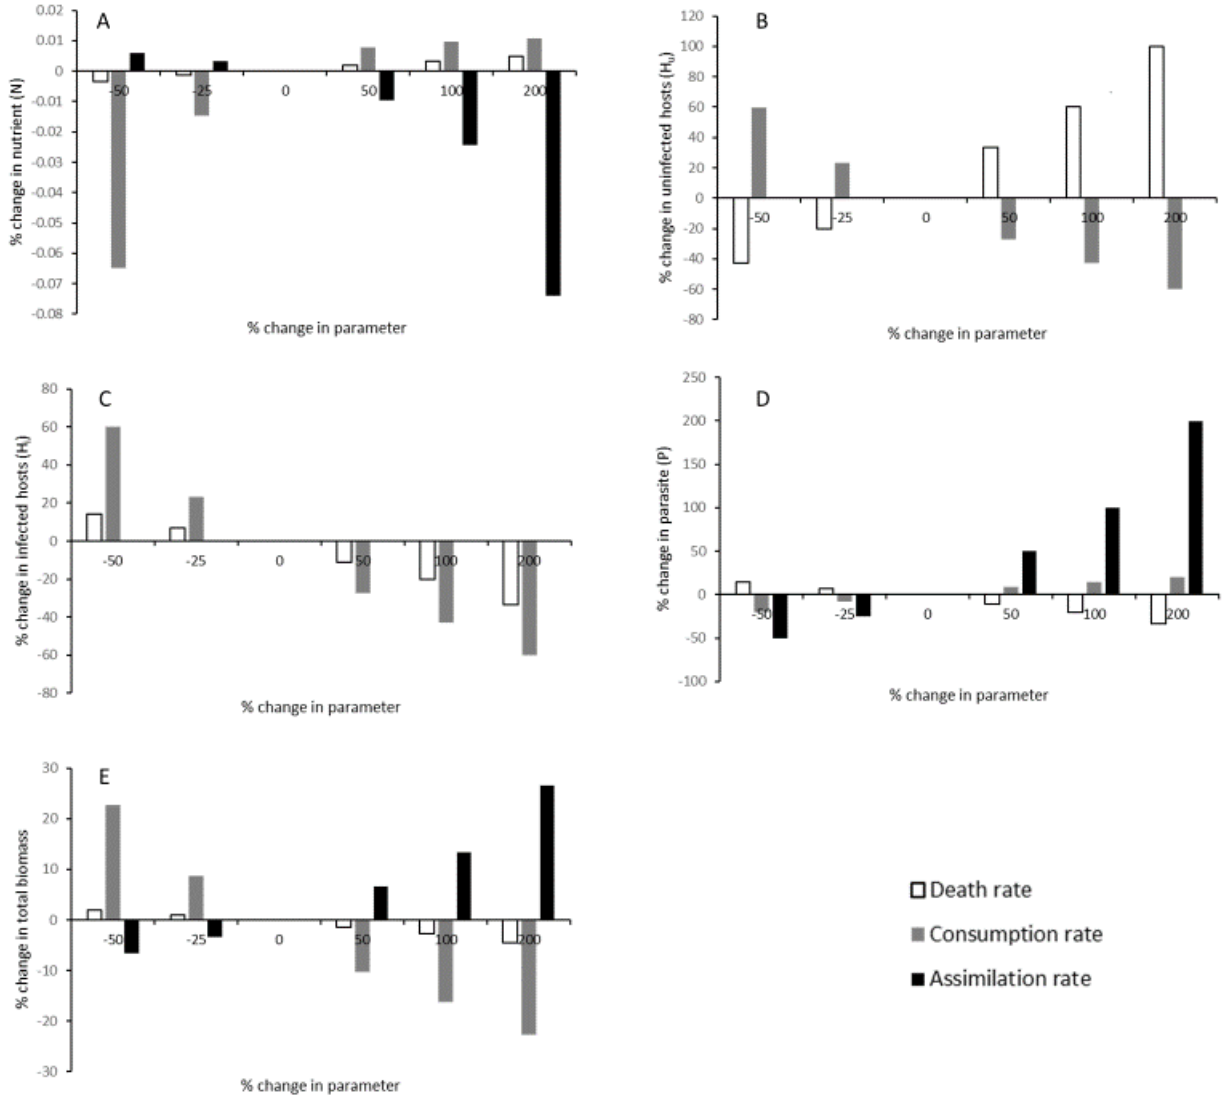 A
0.02
0.01
0
-0.01
-0.02
-0.03
-0.04
-0.05
-0.06
-0.07
-0.08
% change in nutrient (N)
-50 -25 0 50 100 200
% change in parameter
B
120
100
80
60
40
20
0
-20
-40
-60
-80
% change in uninfected hosts (Hu)
-50 -25 0 50 100 200
% change in parameter
C
80
60
40
20
0
-20
-40
-60
-80
% change in infected hosts (Hi)
-50 -25 0 50 100 200
% change in parameter
D
250
200
150
100
50
0
-50
-100
% change in parasite (P)
-50 -25 0 50 100 200
% change in parameter
E
30
20
10
0
-10
-20
-30
% change in total biomass
-50 -25 0 50 100 200
% change in parameter
Death rate
Consumption rate
Assimilation rate